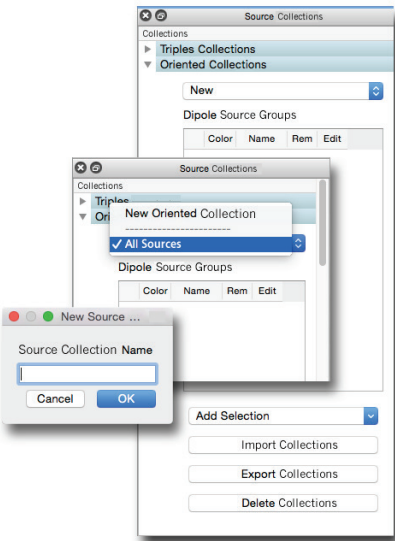 Source Collections
Collections
Triples Collections
Oriented Collections
New
Dipole Source Groups
Color Name Rem Edit
Source Collections
Collections
Triples
Ori
New Oriented Collection
-----------------------
✓ All Sources
Dipole Source Groups
Color Name Rem Edit
New Source ...
Source Collection Name
Cancel OK
Add Selection
Import Collections
Export Collections
Delete Collections